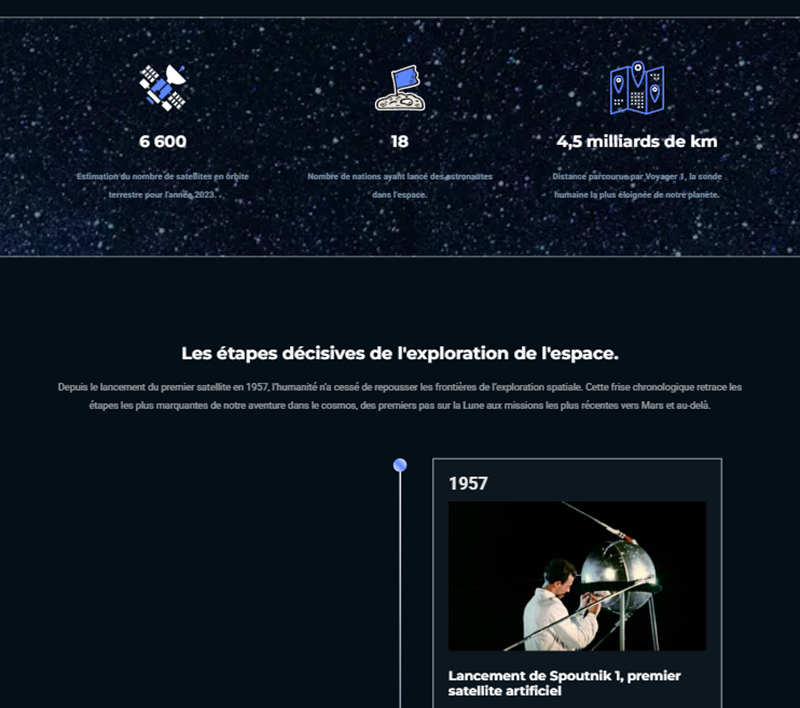 6 600
Estimation du nombre de satellites en orbite
terrestre pour l'année 2023.
18
Nombre de nations ayant lancé des astronautes
dans l'espace.
4,5 milliards de km
Distance parcourue par Voyager 1, la sonde
humaine la plus éloignée de notre planète.
Les étapes décisives de l'exploration de l'espace.
Depuis le lancement du premier satellite en 1957, l'humanité n'a cessé de repousser les frontières de l'exploration spatiale. Cette frise chronologique retrace les
étapes les plus marquantes de notre aventure dans le cosmos, des premiers pas sur la Lune aux missions les plus récentes vers Mars et au-delà.
1957
Lancement de Spoutnik 1, premier
satellite artificiel